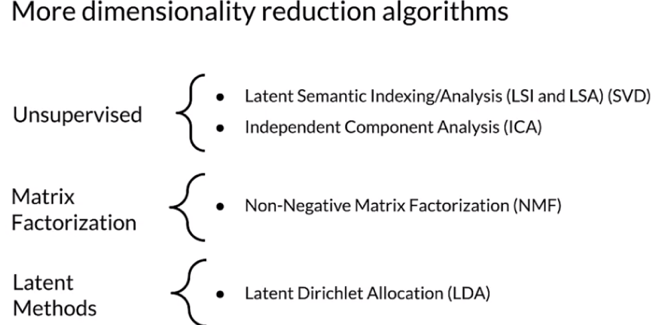 More dimensionality reduction algorithms
Unsupervised
• Latent Semantic Indexing/Analysis (LSI and LSA) (SVD)
• Independent Component Analysis (ICA)
Matrix
Factorization
• Non-Negative Matrix Factorization (NMF)
Latent
Methods
• Latent Dirichlet Allocation (LDA)